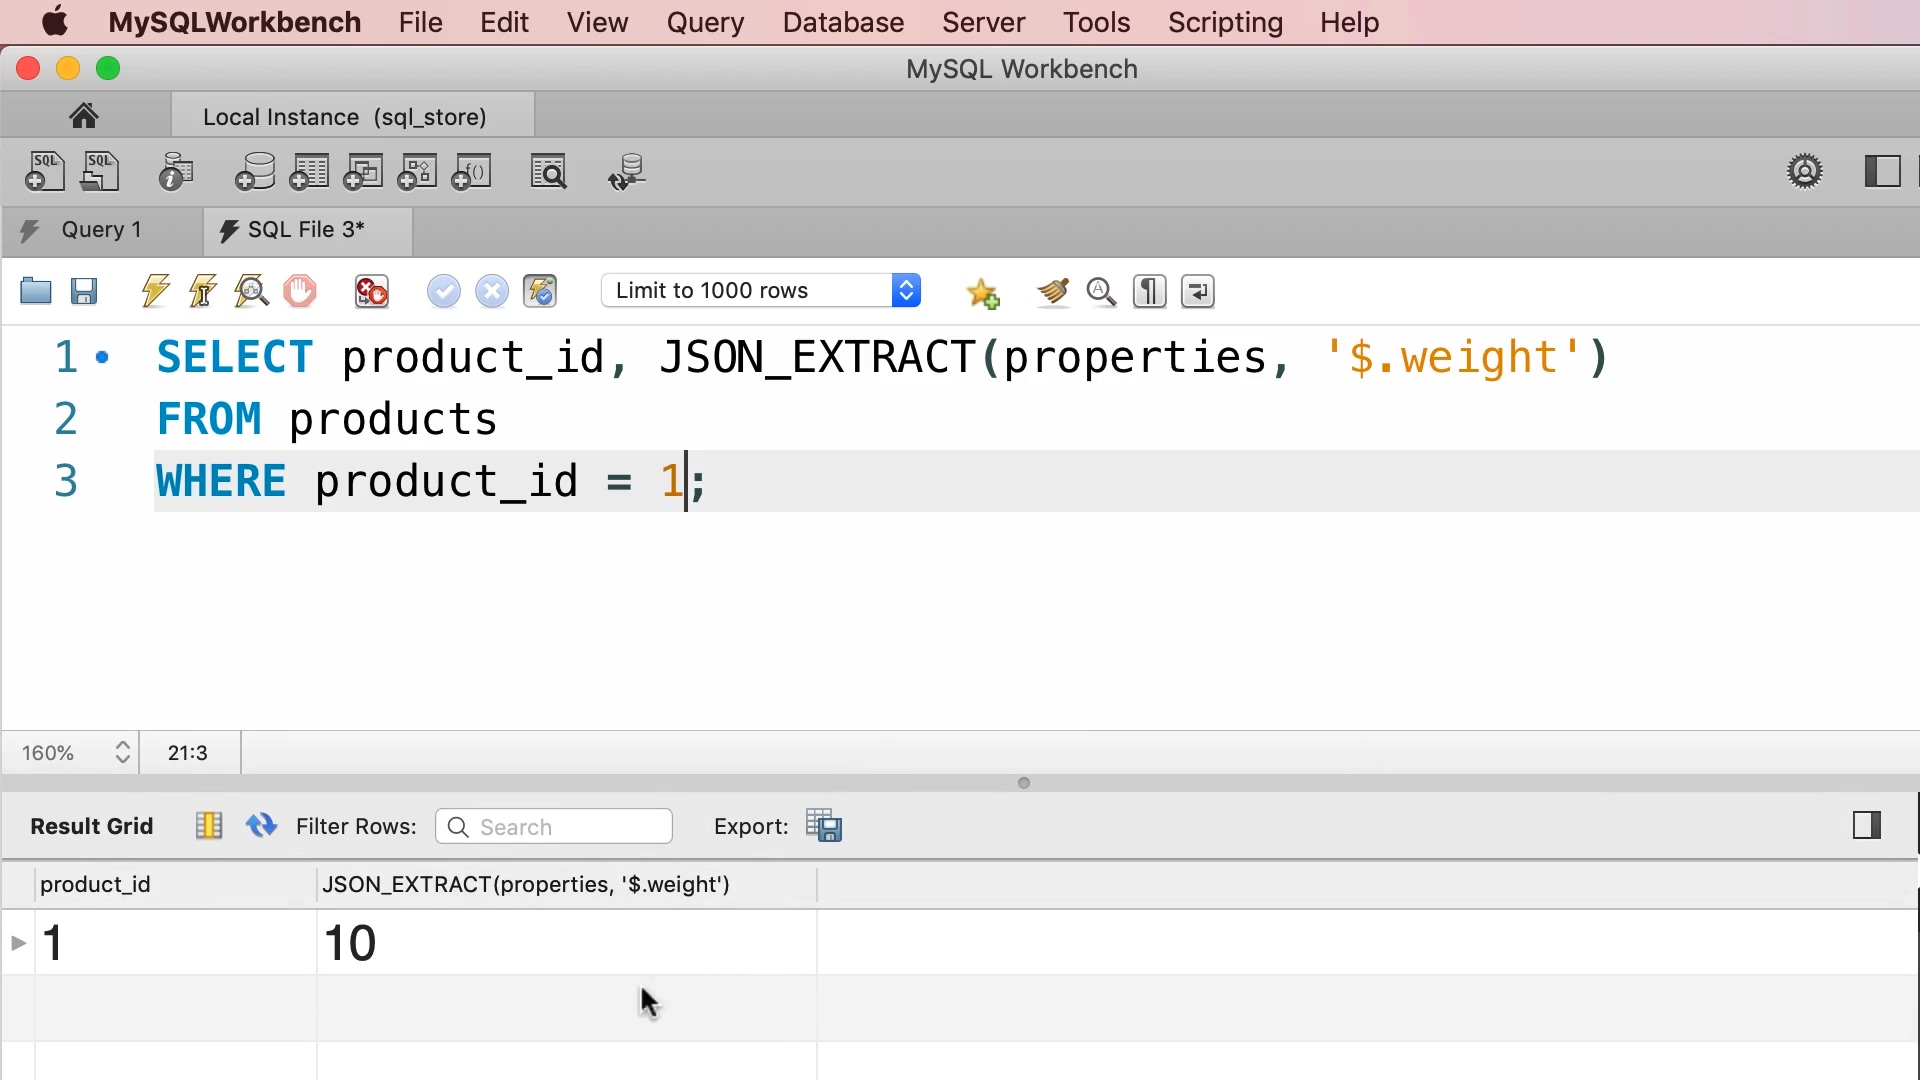 MySQLWorkbench File Edit View Query Database Server Tools Scripting Help
MySQL Workbench
Local Instance (sql_store)
SQL SQL f()
Query 1 SQL File 3*
Limit to 1000 rows
1 SELECT product_id, JSON_EXTRACT(properties, '$.weight')
2 FROM products
3 WHERE product_id = 1;
160% 21:3
Result Grid Filter Rows: Search Export:
product_id JSON_EXTRACT(properties, '$.weight')
1 10